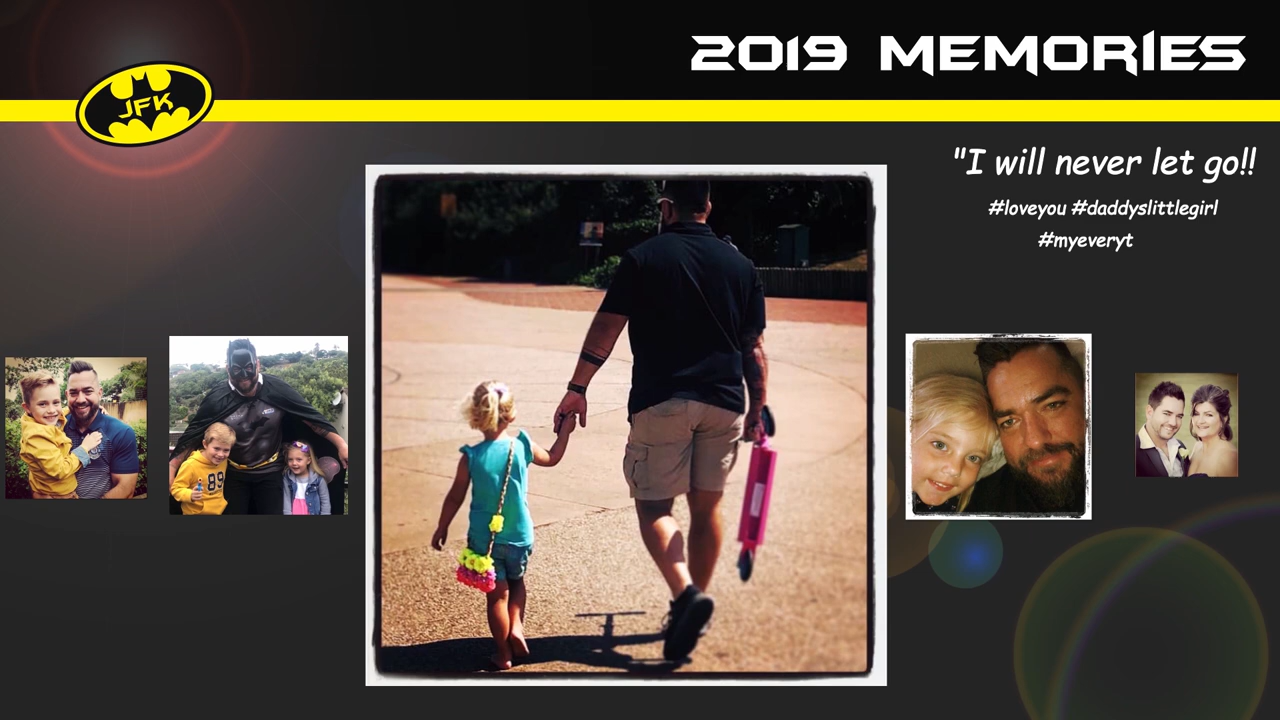 2019 MEMORIES
JFK
"I will never let go!!
#loveyou #daddyslittlegirl
#myeveryt
89